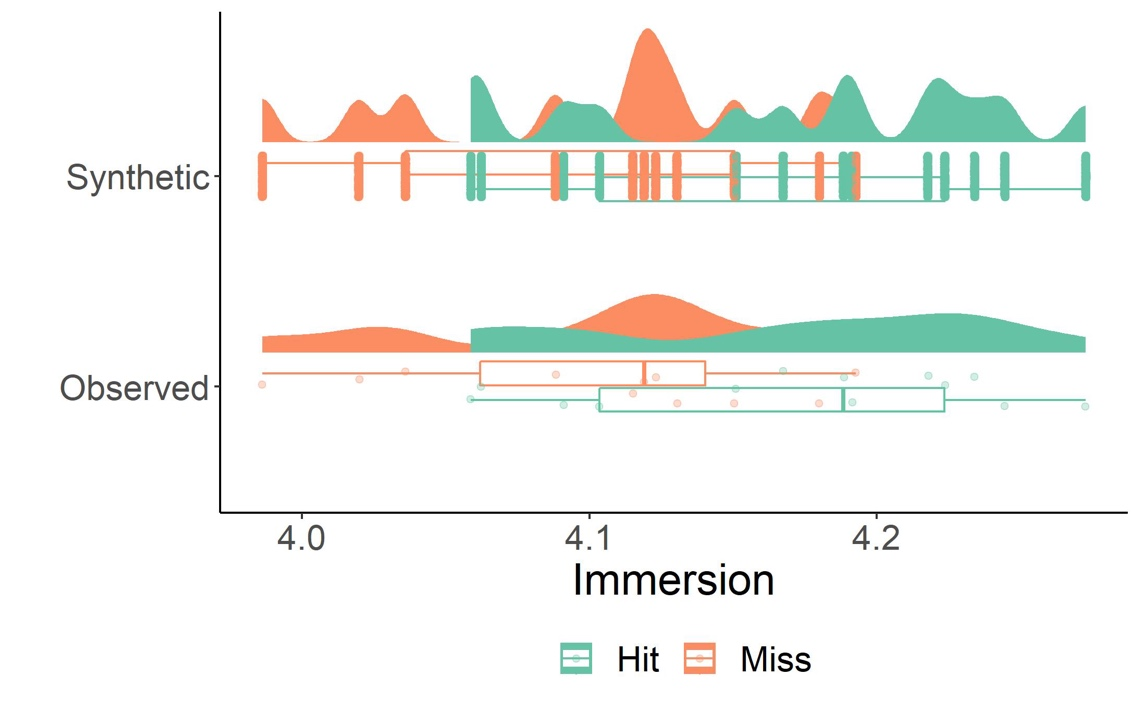 Synthetic
Observed
4.0 4.1 4.2
Immersion
Hit Miss